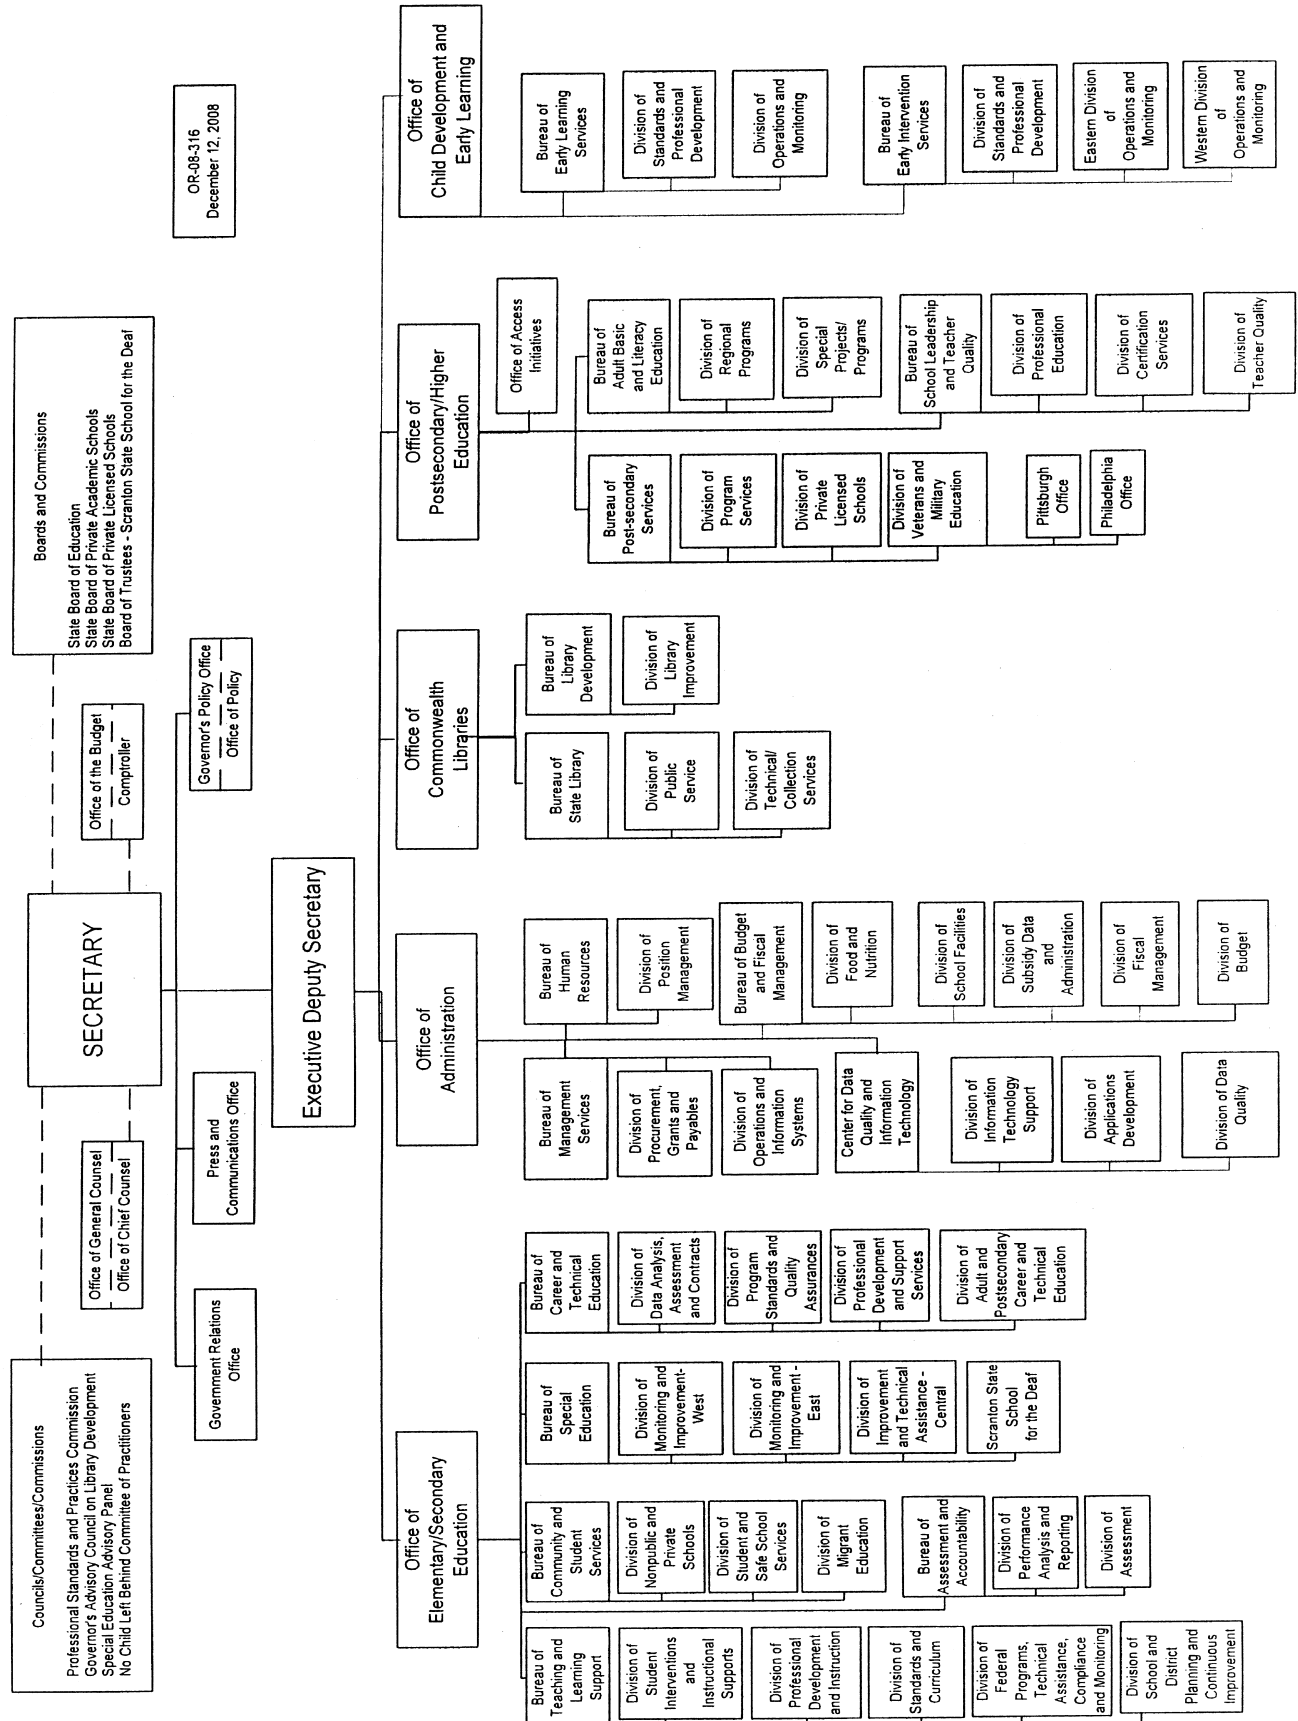 OR-08-316
December 12, 2008
Councils/Committees/Commissions
Professional Standards and Practices Commission
Governor's Advisory Council on Library Development
Special Education Advisory Panel
No Child Left Behind Committee of Practitioners
SECRETARY
Boards and Commissions
State Board of Education
State Board of Private Academic Schools
State Board of Private Licensed Schools
Board of Trustees - Scranton State School for the Deaf
Office of General Counsel
Office of Chief Counsel
Office of the Budget
Comptroller
Government Relations
Office
Press and
Communications Office
Governor's Policy Office
Office of Policy
Executive Deputy Secretary
Office of
Elementary/Secondary
Education
Bureau of
Teaching and
Learning
Support
Division of
Student
Interventions
and
Instructional
Supports
Division of
Professional
Development
and Instruction
Division of
Standards and
Curriculum
Division of
Federal
Programs,
Technical
Assistance,
Compliance
and Monitoring
Division of
School and
District
Planning and
Continuous
Improvement
Bureau of
Community and
Student
Services
Division of
Nonpublic and
Private
Schools
Division of
Student and
Safe School
Services
Division of
Migrant
Education
Bureau of
Assessment and
Accountability
Division of
Performance
Analysis and
Reporting
Division of
Assessment
Bureau of
Special
Education
Division of
Monitoring and
Improvement-
West
Division of
Monitoring and
Improvement -
East
Division of
Improvement
and Technical
Assistance -
Central
Scranton State
School
for the Deaf
Bureau of
Career and
Technical
Education
Division of
Data Analysis,
Assessment
and Contracts
Division of
Program
Standards and
Quality
Assurances
Division of
Professional
Development
and Support
Services
Division of
Adult and
Postsecondary
Career and
Technical
Education
Office of
Administration
Bureau of
Management
Services
Division of
Procurement,
Grants and
Payables
Division of
Operations and
Information
Systems
Center for Data
Quality and
Information
Technology
Division of
Information
Technology
Support
Division of
Applications
Development
Division of Data
Quality
Bureau of
Human
Resources
Division of
Position
Management
Bureau of Budget
and Fiscal
Management
Division of
Food and
Nutrition
Division of
School Facilities
Division of
Subsidy Data
and
Administration
Division of
Fiscal
Management
Division of
Budget
Office of
Commonwealth
Libraries
Bureau of
State Library
Division of
Public
Service
Division of
Technical/
Collection
Services
Bureau of
Library
Development
Division of
Library
Improvement
Office of
Postsecondary/Higher
Education
Office of Access
Initiatives
Bureau of
Post-secondary
Services
Division of
Program
Services
Division of
Private
Licensed
Schools
Division of
Veterans and
Military
Education
Pittsburgh
Office
Philadelphia
Office
Bureau of
Adult Basic
and Literacy
Education
Division of
Regional
Programs
Division of
Special
Projects/
Programs
Bureau of
School Leadership
and Teacher
Quality
Division of
Professional
Education
Division of
Certification
Services
Division of
Teacher Quality
Office of
Child Development and
Early Learning
Bureau of
Early Learning
Services
Division of
Standards and
Professional
Development
Division of
Operations and
Monitoring
Bureau of
Early Intervention
Services
Division of
Standards and
Professional
Development
Eastern Division
of
Operations and
Monitoring
Western Division
of
Operations and
Monitoring